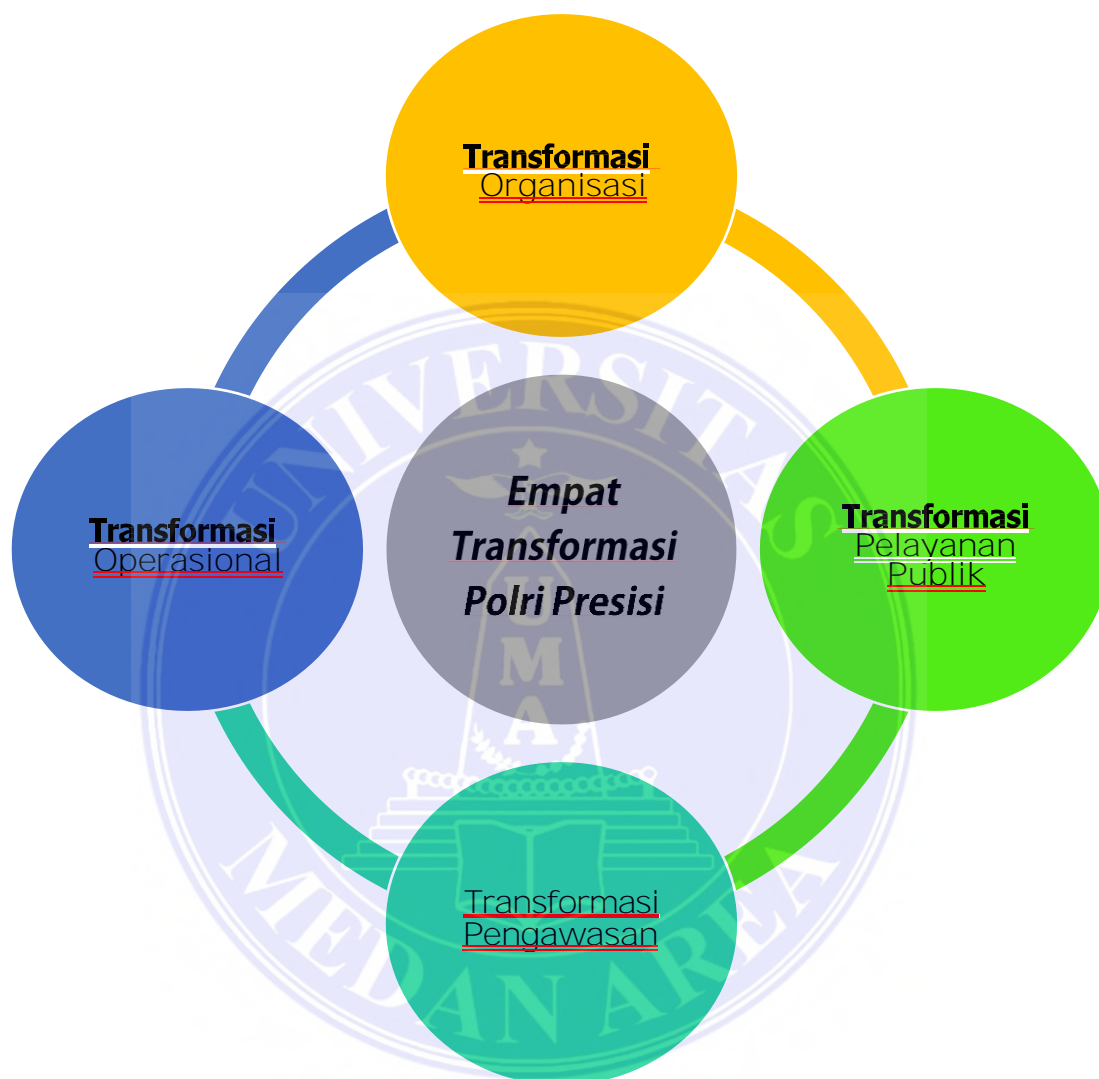 Transformasi
Organisasi
Transformasi
Operasional
Empat
Transformasi
Polri Presisi
Transformasi
Pelayanan
Publik
Transformasi
Pengawasan
UNIVERSITAS
UMA
MEDAN AREA